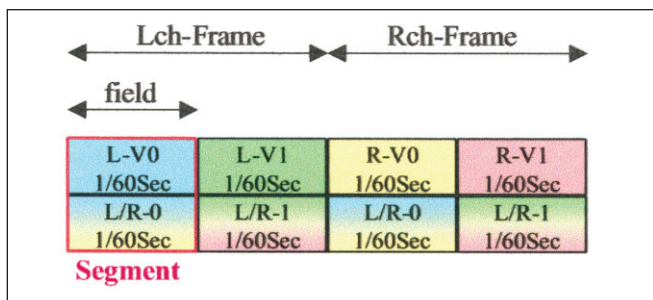 Lch-Frame Rch-Frame
field
L-V0 L-V1 R-V0 R-V1
1/60Sec 1/60Sec 1/60Sec 1/60Sec
L/R-0 L/R-1 L/R-0 L/R-1
1/60Sec 1/60Sec 1/60Sec 1/60Sec
Segment